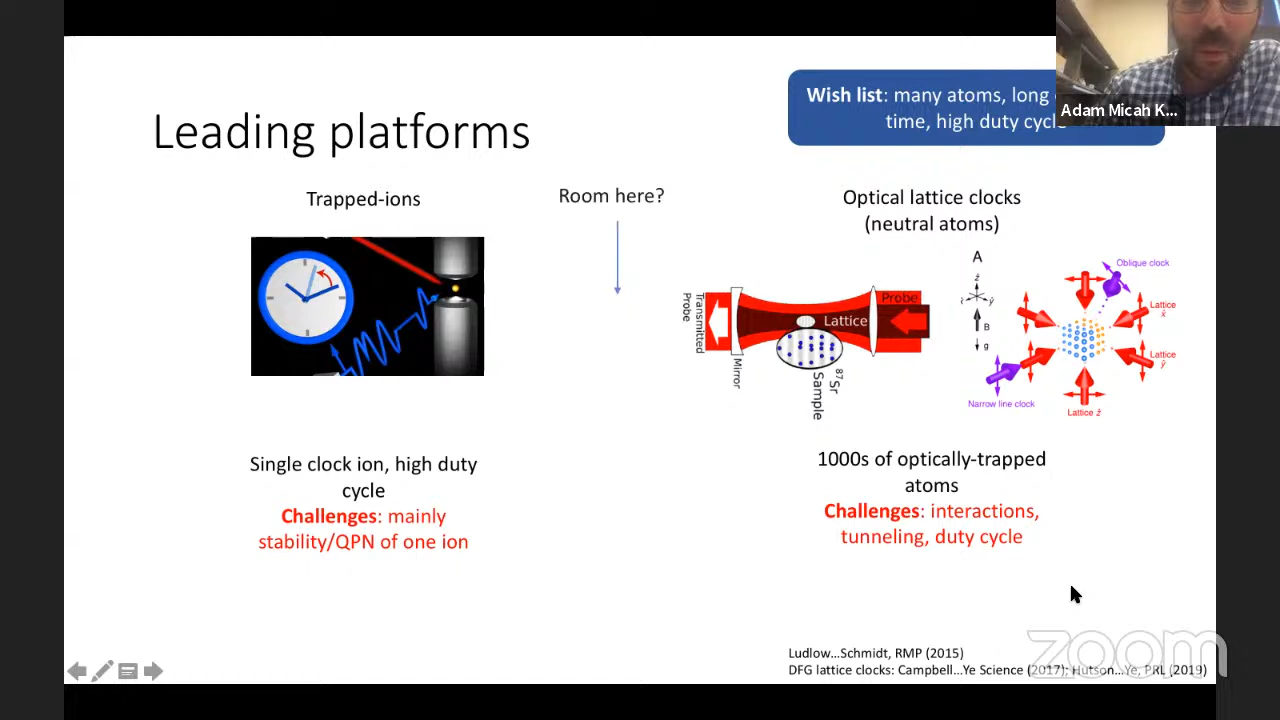 Wish list: many atoms, long
time, high duty cycle
Adam Micah K...
Leading platforms
Trapped-ions
Room here?
Optical lattice clocks
(neutral atoms)
Transmitted
Probe
Mirror
Lattice
Probe
Sample
⁸⁷Sr
A
ẑ
ŷ
B
g
Oblique clock
Lattice
x̂
Lattice
ŷ
Narrow line clock
Lattice ẑ
Single clock ion, high duty
cycle
Challenges: mainly
stability/QPN of one ion
1000s of optically-trapped
atoms
Challenges: interactions,
tunneling, duty cycle
Ludlow...Schmidt, RMP (2015)
DFG lattice clocks: Campbell...Ye Science (2017); Hutson...Ye, PRL (2019)
zoom